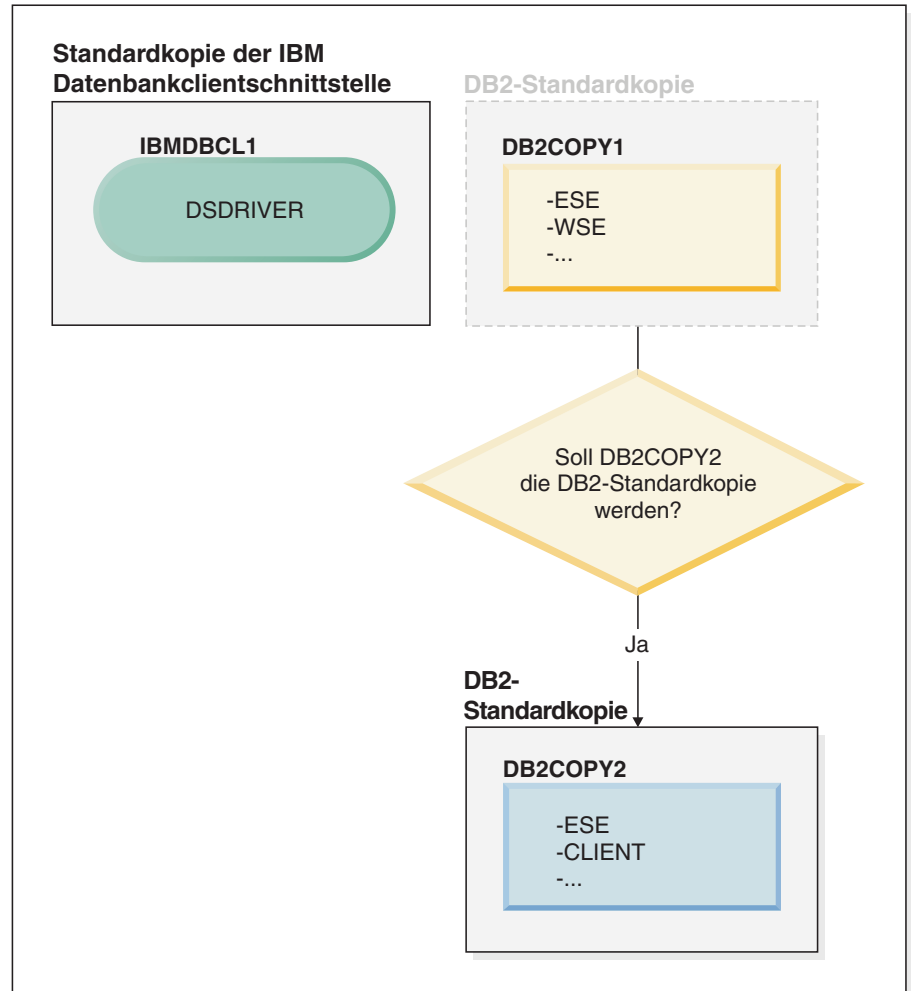 Standardkopie der IBM
Datenbankclientschnittstelle
IBMDBCL1
DSDRIVER
DB2-Standardkopie
DB2COPY1
-ESE
-WSE
-...
Soll DB2COPY2
die DB2-Standardkopie
werden?
Ja
DB2-
Standardkopie
DB2COPY2
-ESE
-CLIENT
-...